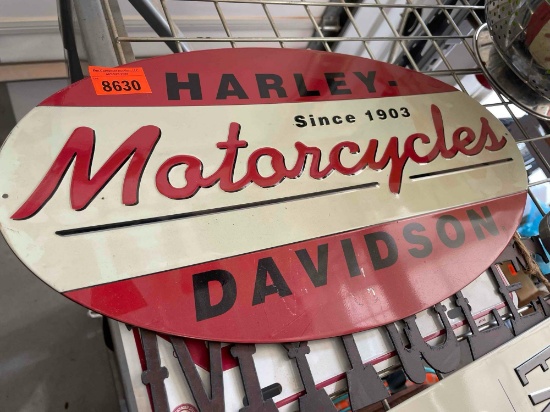 8630
HARLEY-
Since 1903
Motorcycles
DAVIDSON